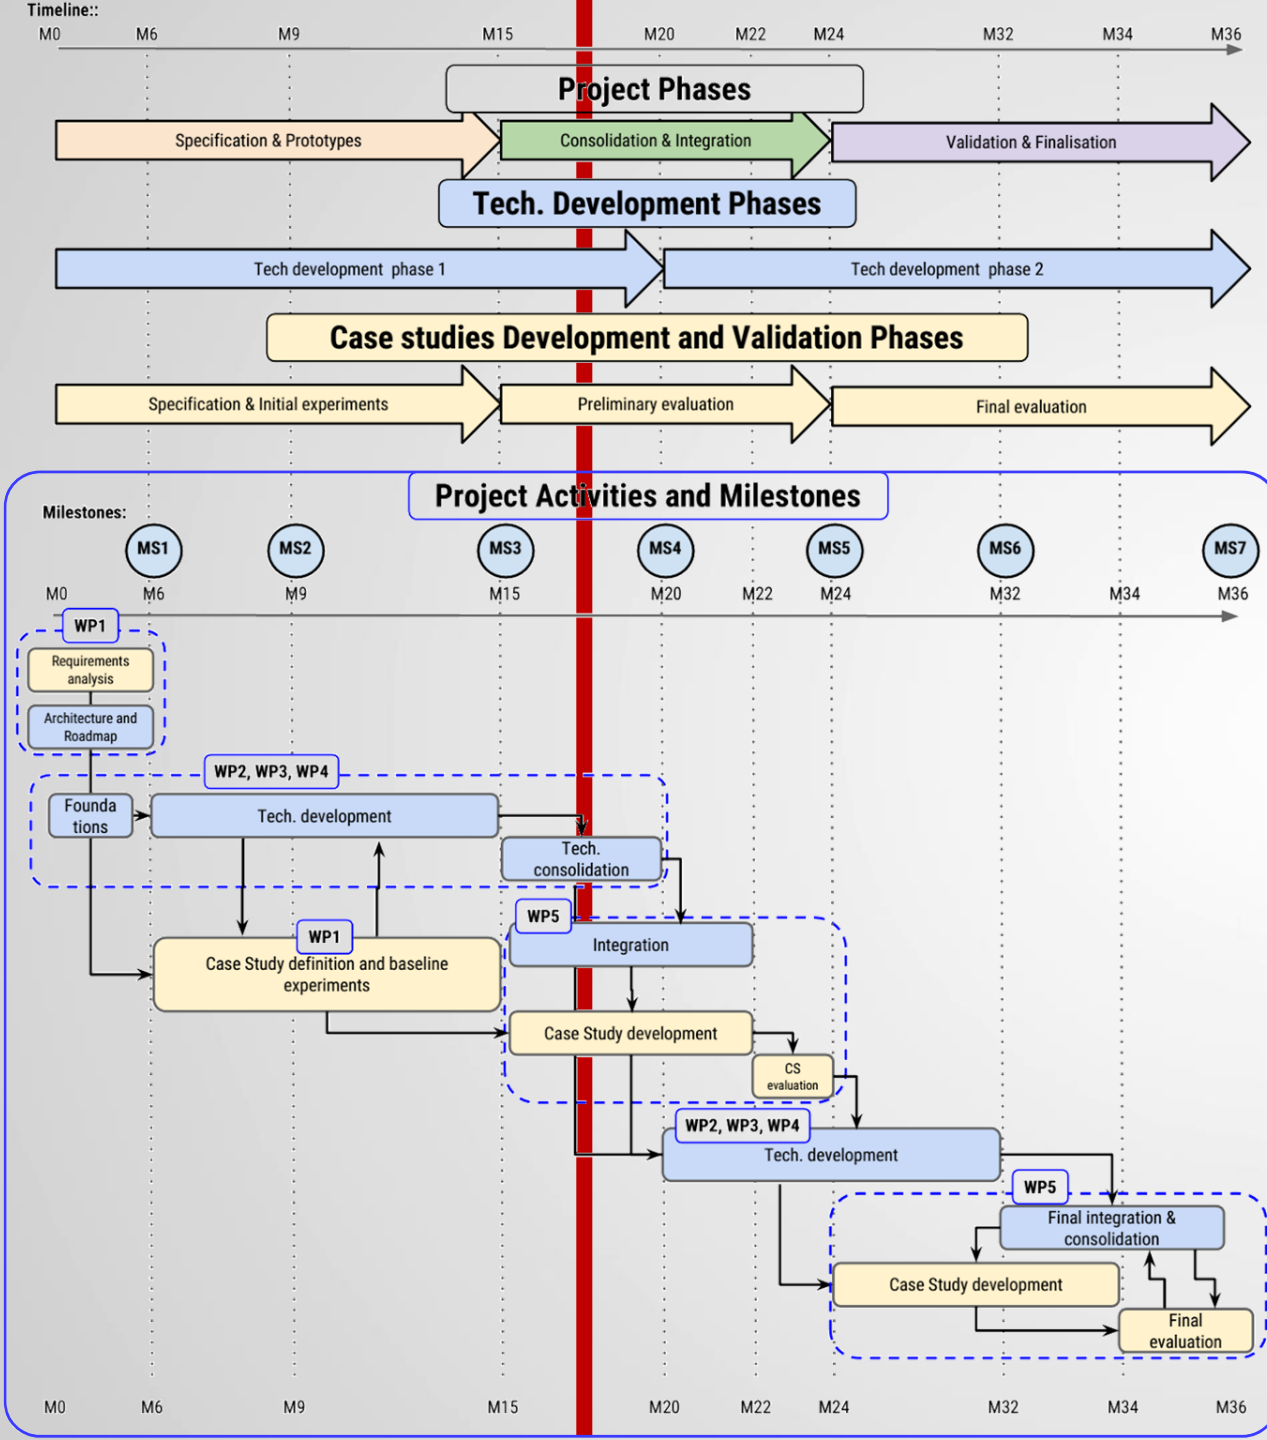 Timeline::
M0 M6 M9 M15 M20 M22 M24 M32 M34 M36
Project Phases
Specification & Prototypes Consolidation & Integration Validation & Finalisation
Tech. Development Phases
Tech development phase 1 Tech development phase 2
Case studies Development and Validation Phases
Specification & Initial experiments Preliminary evaluation Final evaluation
Project Activities and Milestones
Milestones:
MS1 MS2 MS3 MS4 MS5 MS6 MS7
M0 M6 M9 M15 M20 M22 M24 M32 M34 M36
WP1
Requirements
analysis
Architecture and
Roadmap
WP2, WP3, WP4
Founda
tions
Tech. development
Tech.
consolidation
WP5
Integration
WP1
Case Study definition and baseline
experiments
Case Study development
CS
evaluation
WP2, WP3, WP4
Tech. development
WP5
Final integration &
consolidation
Case Study development
Final
evaluation
M0 M6 M9 M15 M20 M22 M24 M32 M34 M36